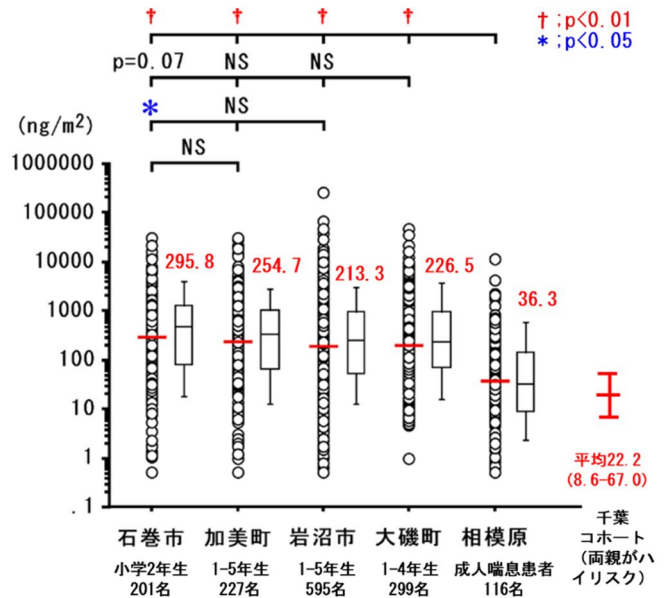 † † † †
† ;p<0.01
* ;p<0.05
p=0.07 NS NS
* NS
(ng/m2)
NS
1000000
100000
10000
1000
100
10
1
.1
295.8 254.7 213.3 226.5 36.3
平均22.2
(8.6-67.0)
石巻市 加美町 岩沼市 大磯町 相模原
小学2年生 1-5年生 1-5年生 1-4年生 成人喘息患者
201名 227名 595名 299名 116名
千葉
コホート
(両親がハ
イリスク)